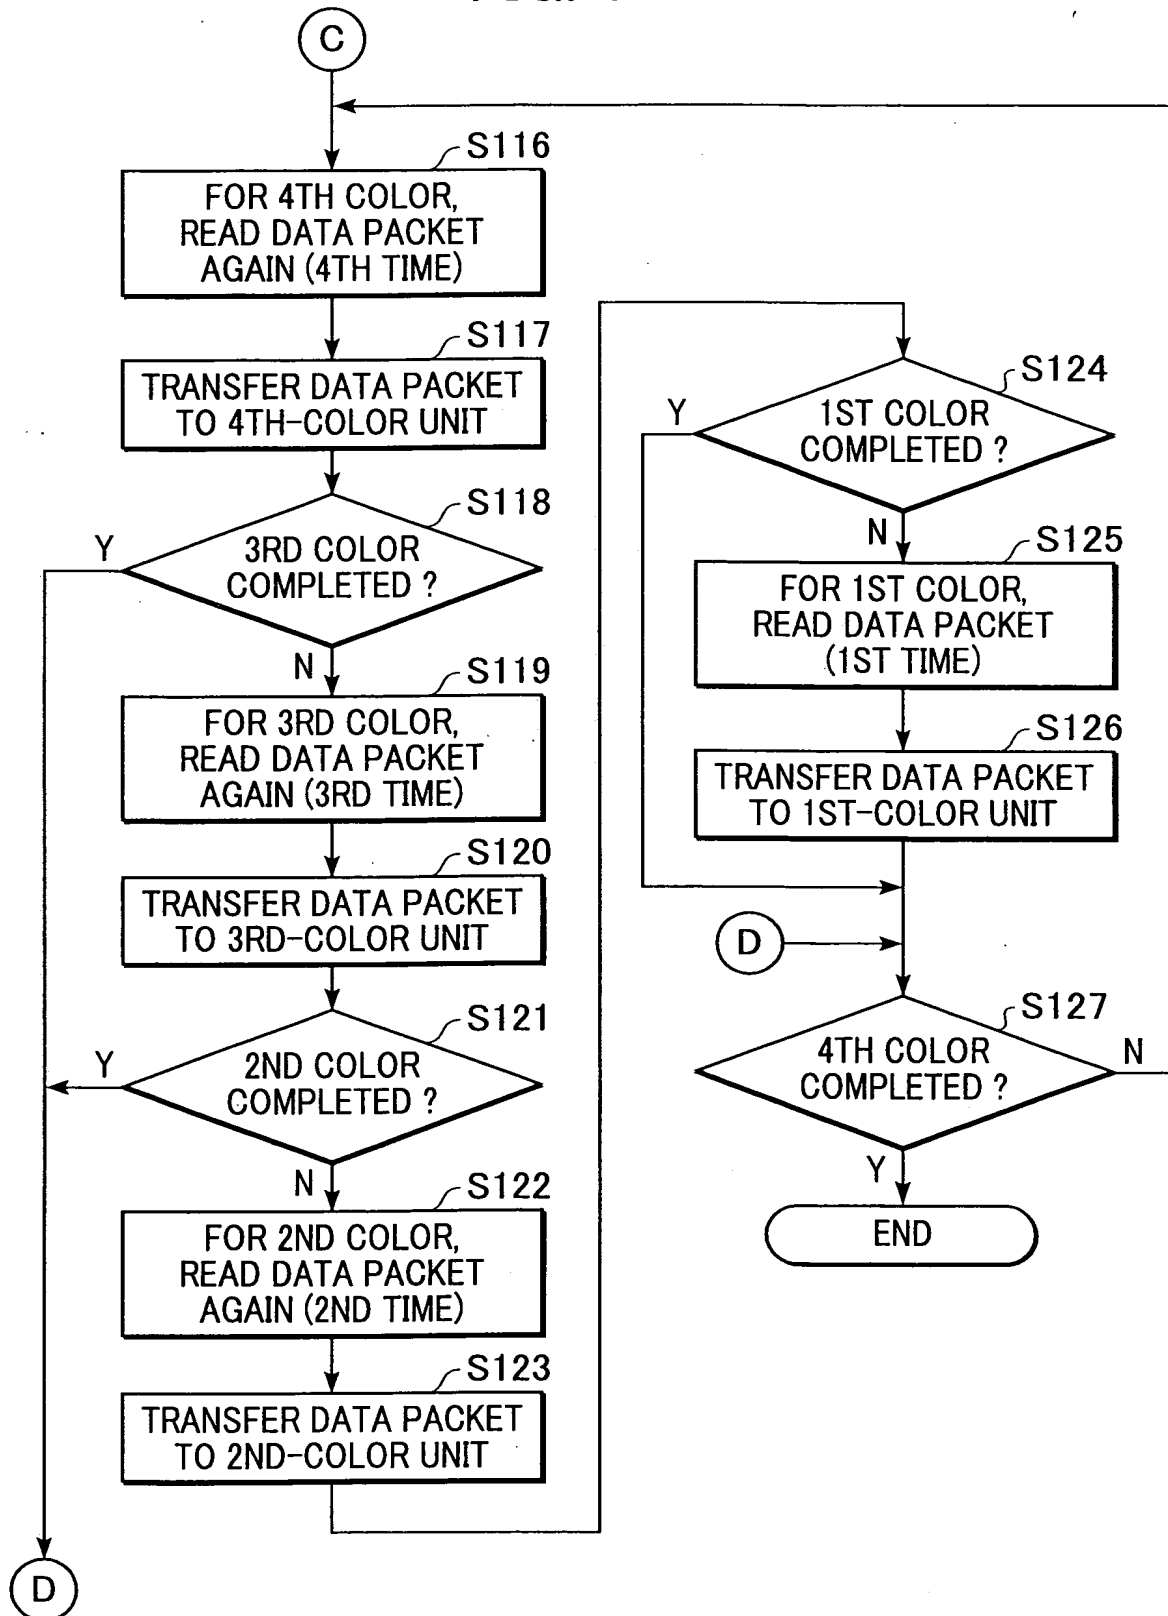 C
S116
FOR 4TH COLOR,
READ DATA PACKET
AGAIN (4TH TIME)
S117
TRANSFER DATA PACKET
TO 4TH-COLOR UNIT
S118
Y
3RD COLOR
COMPLETED ?
N
S119
FOR 3RD COLOR,
READ DATA PACKET
AGAIN (3RD TIME)
S120
TRANSFER DATA PACKET
TO 3RD-COLOR UNIT
S121
Y
2ND COLOR
COMPLETED ?
N
S122
FOR 2ND COLOR,
READ DATA PACKET
AGAIN (2ND TIME)
S123
TRANSFER DATA PACKET
TO 2ND-COLOR UNIT
D
S124
Y
1ST COLOR
COMPLETED ?
N
S125
FOR 1ST COLOR,
READ DATA PACKET
(1ST TIME)
S126
TRANSFER DATA PACKET
TO 1ST-COLOR UNIT
D
S127
4TH COLOR
COMPLETED ?
N
Y
END